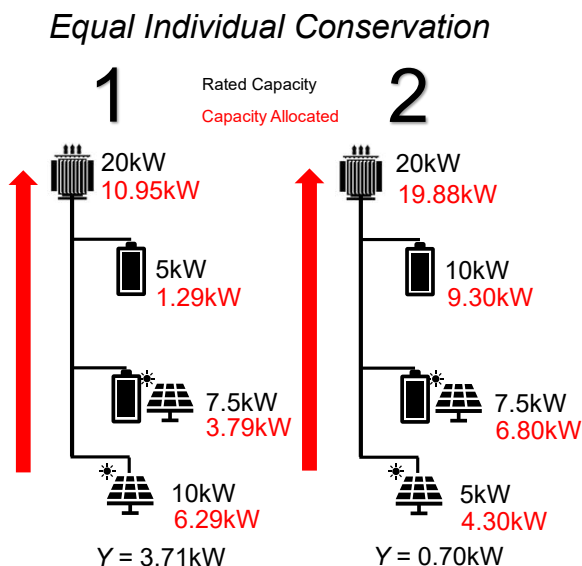 Equal Individual Conservation
1
Rated Capacity
Capacity Allocated
2
20kW
10.95kW
5kW
1.29kW
7.5kW
3.79kW
10kW
6.29kW
Y = 3.71kW
20kW
19.88kW
10kW
9.30kW
7.5kW
6.80kW
5kW
4.30kW
Y = 0.70kW